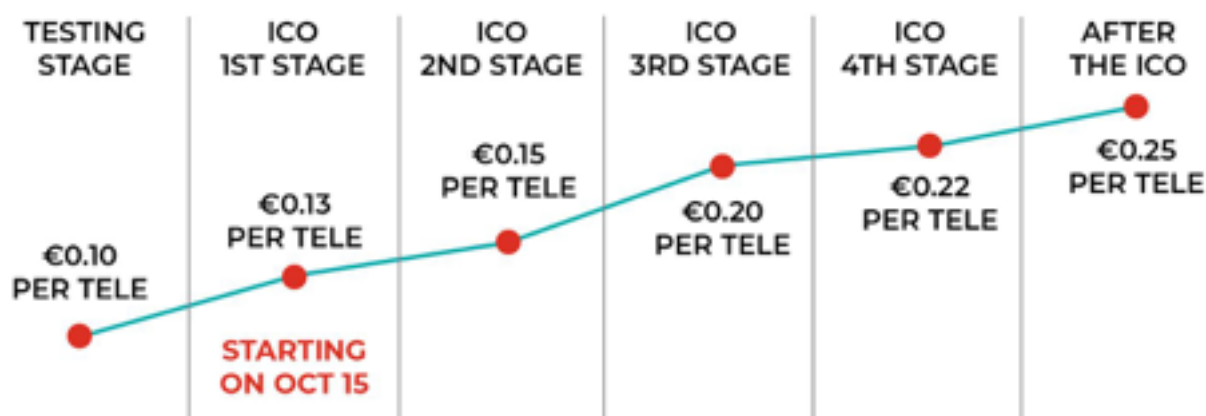 TESTING
STAGE
ICO
1ST STAGE
ICO
2ND STAGE
ICO
3RD STAGE
ICO
4TH STAGE
AFTER
THE ICO
€0.10
PER TELE
€0.13
PER TELE
STARTING
ON OCT 15
€0.15
PER TELE
€0.20
PER TELE
€0.22
PER TELE
€0.25
PER TELE